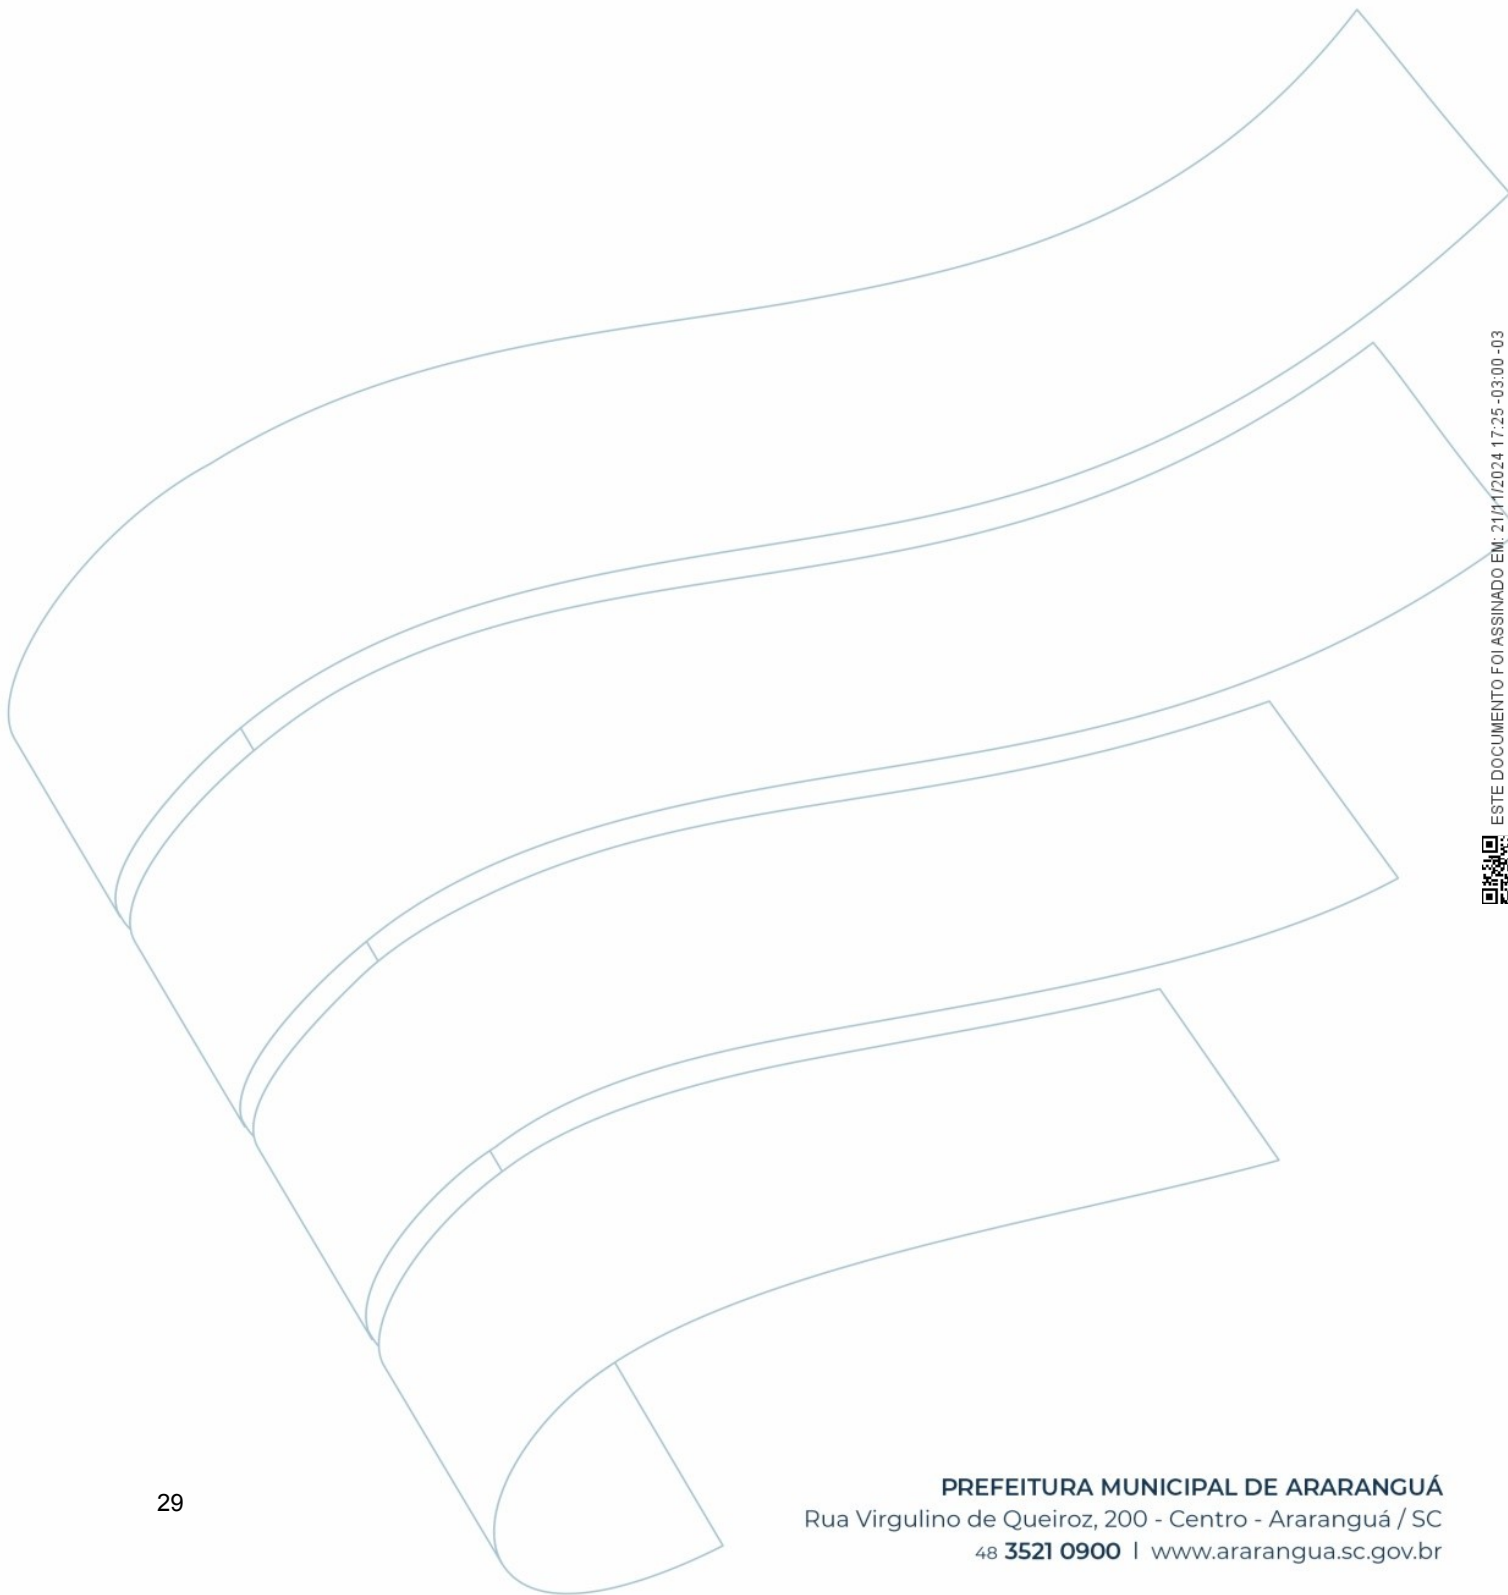 ESTE DOCUMENTO FOI ASSINADO EM: 21/11/2024 17:25 -03:00 -03
29
PREFEITURA MUNICIPAL DE ARARANGUÁ
Rua Virgulino de Queiroz, 200 - Centro - Araranguá / SC
48 3521 0900 | www.ararangua.sc.gov.br